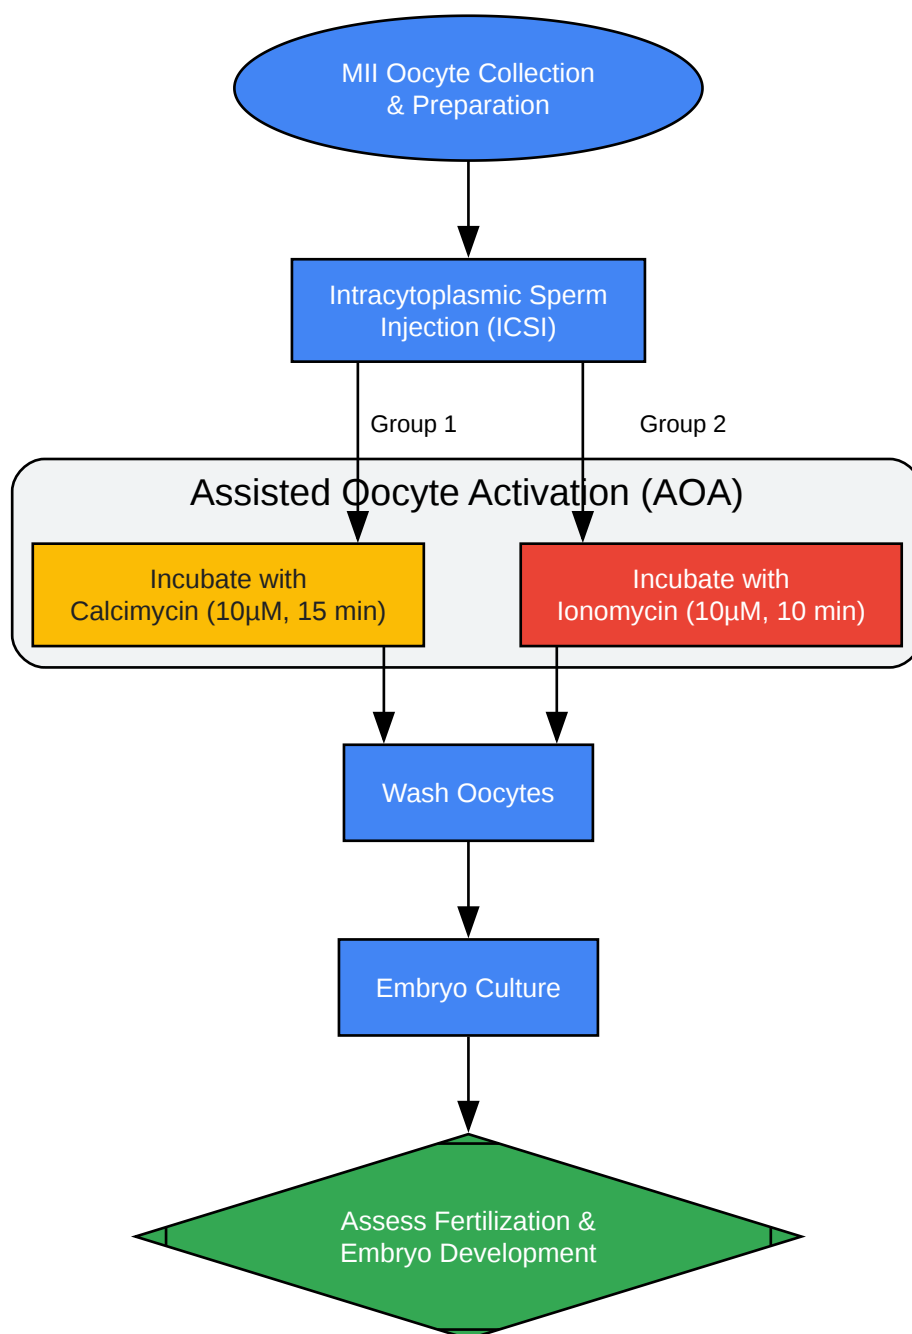 MII Oocyte Collection
& Preparation
Intracytoplasmic Sperm
Injection (ICSI)
Group 1
Group 2
Assisted Oocyte Activation (AOA)
Incubate with
Calcimycin (10µM, 15 min)
Incubate with
Ionomycin (10µM, 10 min)
Wash Oocytes
Embryo Culture
Assess Fertilization &
Embryo Development